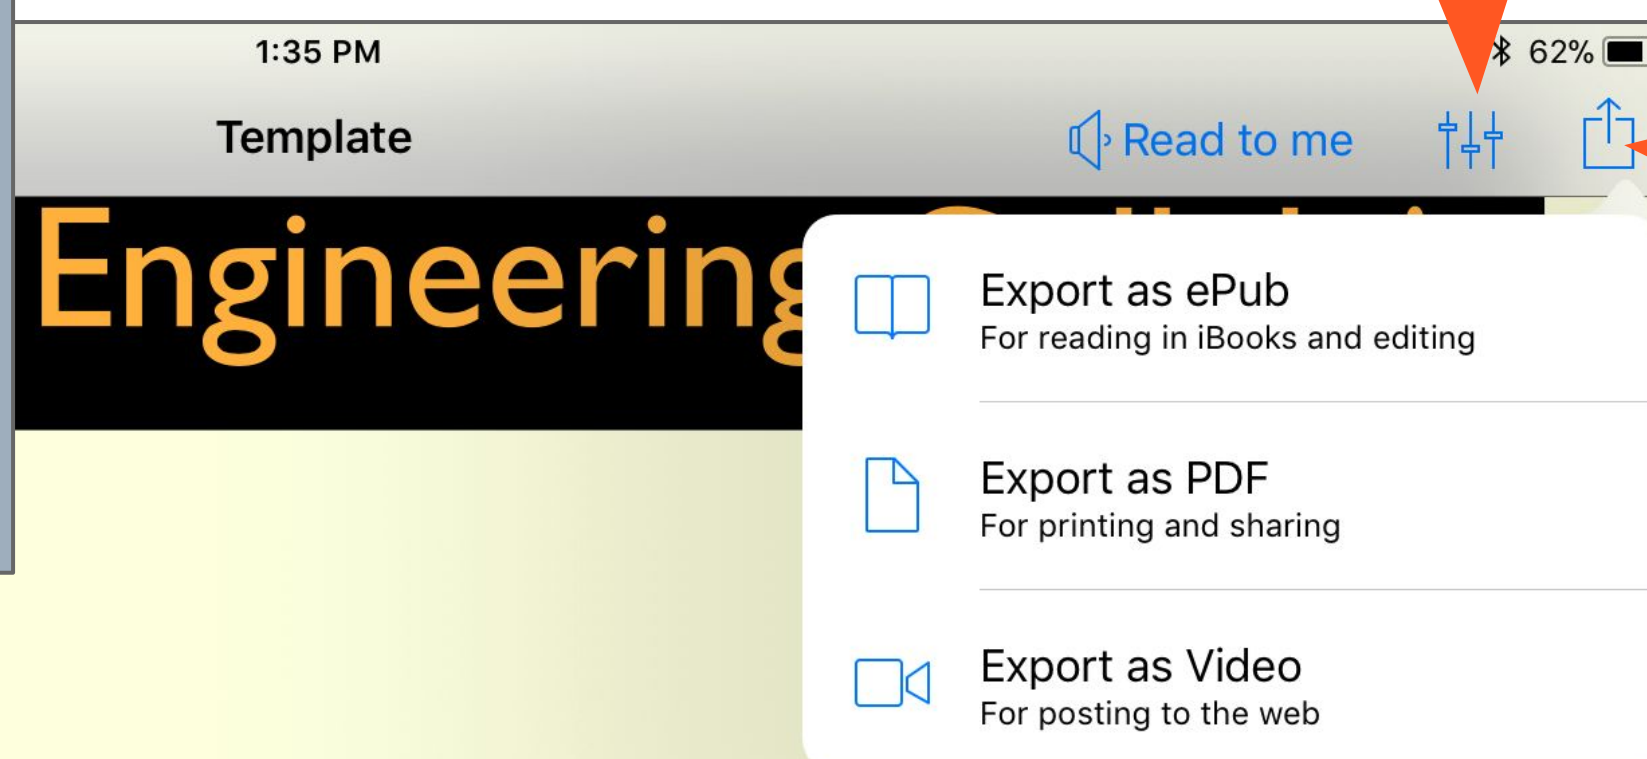 1:35 PM
62%
Template
Read to me
Engineering
Export as ePub
For reading in iBooks and editing
Export as PDF
For printing and sharing
Export as Video
For posting to the web